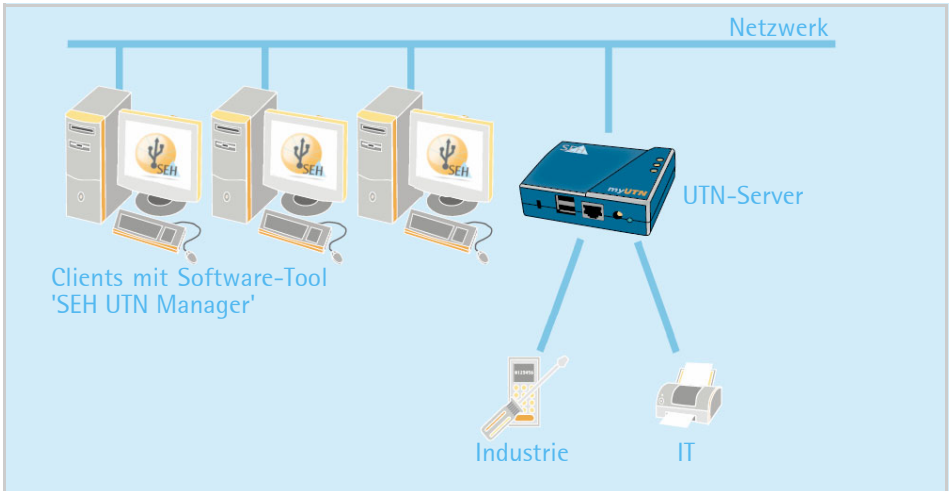 Netzwerk
SEH
SEH
SEH
SEH
myUTN
UTN-Server
Clients mit Software-Tool
'SEH UTN Manager'
Industrie
IT